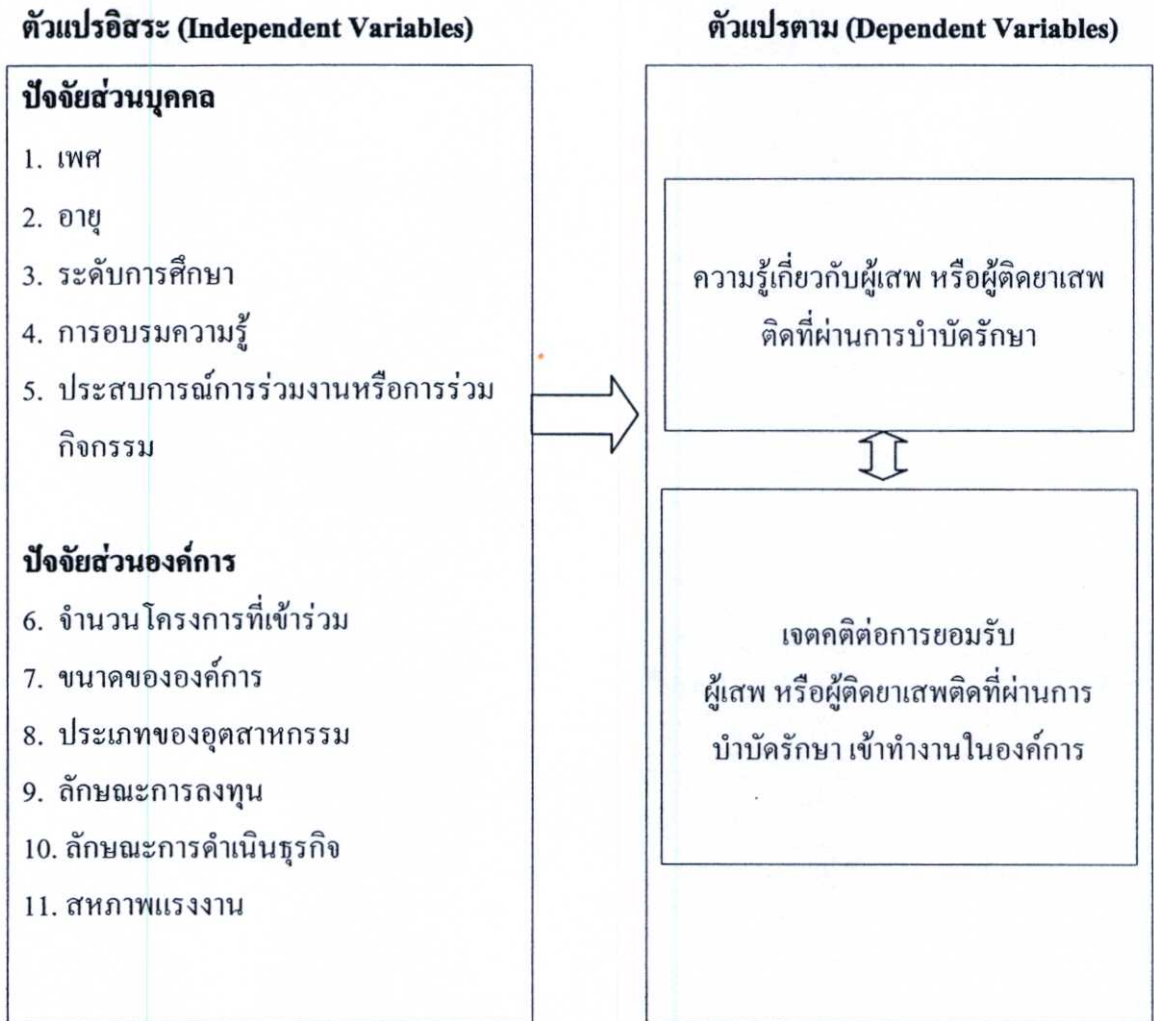 ตัวแปรอิสระ (Independent Variables)
ปัจจัยส่วนบุคคล
1. เพศ
2. อายุ
3. ระดับการศึกษา
4. การอบรมความรู้
5. ประสบการณ์การร่วมงานหรือการร่วม
กิจกรรม
ปัจจัยส่วนองค์การ
6. จำนวนโครงการที่เข้าร่วม
7. ขนาดขององค์การ
8. ประเภทของอุตสาหกรรม
9. ลักษณะการลงทุน
10. ลักษณะการดำเนินธุรกิจ
11. สหภาพแรงงาน
ตัวแปรตาม (Dependent Variables)
ความรู้เกี่ยวกับผู้เสพ หรือผู้ติดยาเสพ
ติดที่ผ่านการบำบัดรักษา
เจตคติต่อการยอมรับ
ผู้เสพ หรือผู้ติดยาเสพติดที่ผ่านการ
บำบัดรักษา เข้าทำงานในองค์การ